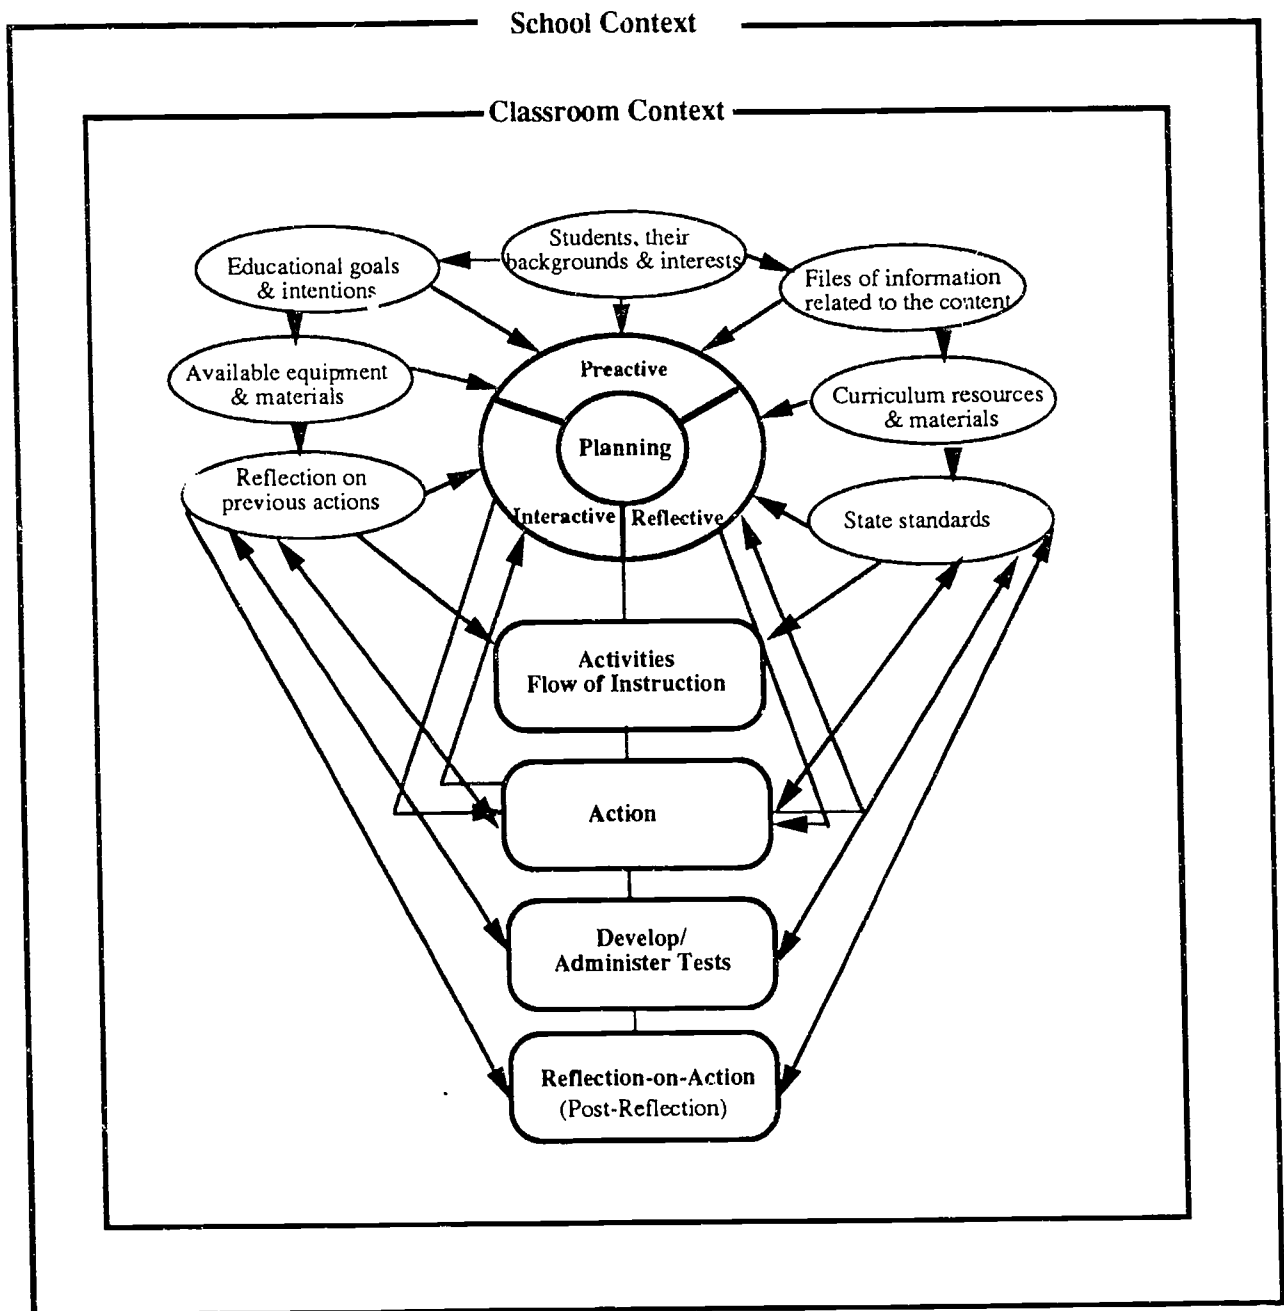 School Context
Classroom Context
Students, their
backgrounds & interests
Educational goals
& intentions
Files of information
related to the content
Available equipment
& materials
Preactive
Curriculum resources
& materials
Planning
Reflection on
previous actions
Interactive
Reflective
State standards
Activities
Flow of Instruction
Action
Develop/
Administer Tests
Reflection-on-Action
(Post-Reflection)